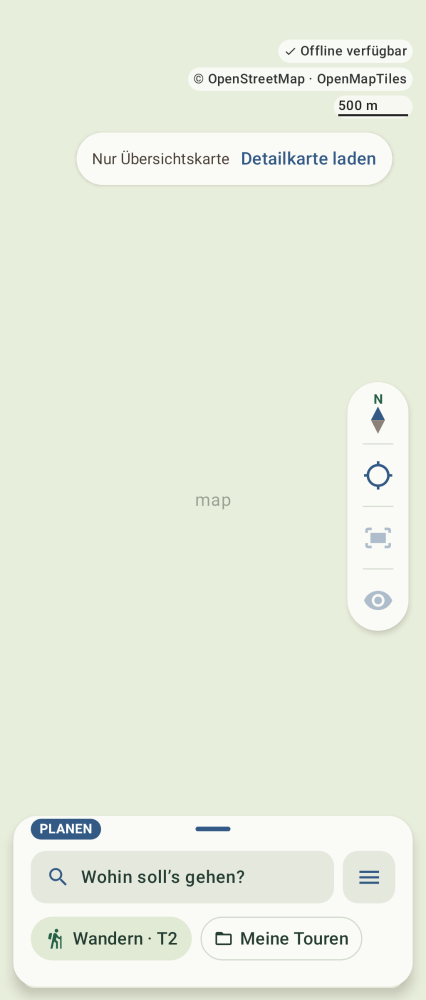 ✓ Offline verfügbar
© OpenStreetMap · OpenMapTiles
500 m
Nur Übersichtskarte Detailkarte laden
N
map
PLANEN
Wohin soll’s gehen?
Wandern · T2 Meine Touren